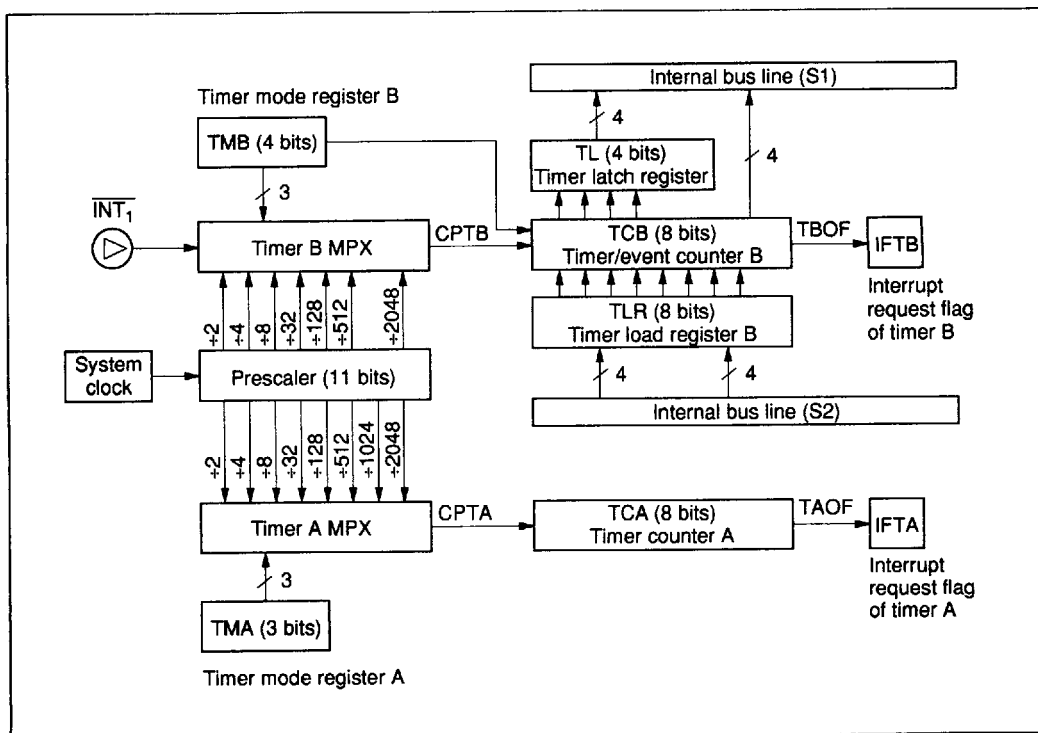 Internal bus line (S1)
Timer mode register B
4
4
TMB (4 bits)
TL (4 bits)
Timer latch register
3
INT1
CPTB
TBOF
Timer B MPX
TCB (8 bits)
Timer/event counter B
IFTB
Interrupt
request flag
of timer B
÷2
÷4
÷8
÷32
÷128
÷512
÷2048
TLR (8 bits)
Timer load register B
System
clock
Prescaler (11 bits)
4
4
Internal bus line (S2)
÷2
÷4
÷8
÷32
÷128
÷512
÷1024
÷2048
CPTA
TAOF
Timer A MPX
TCA (8 bits)
Timer counter A
IFTA
Interrupt
request flag
of timer A
3
TMA (3 bits)
Timer mode register A